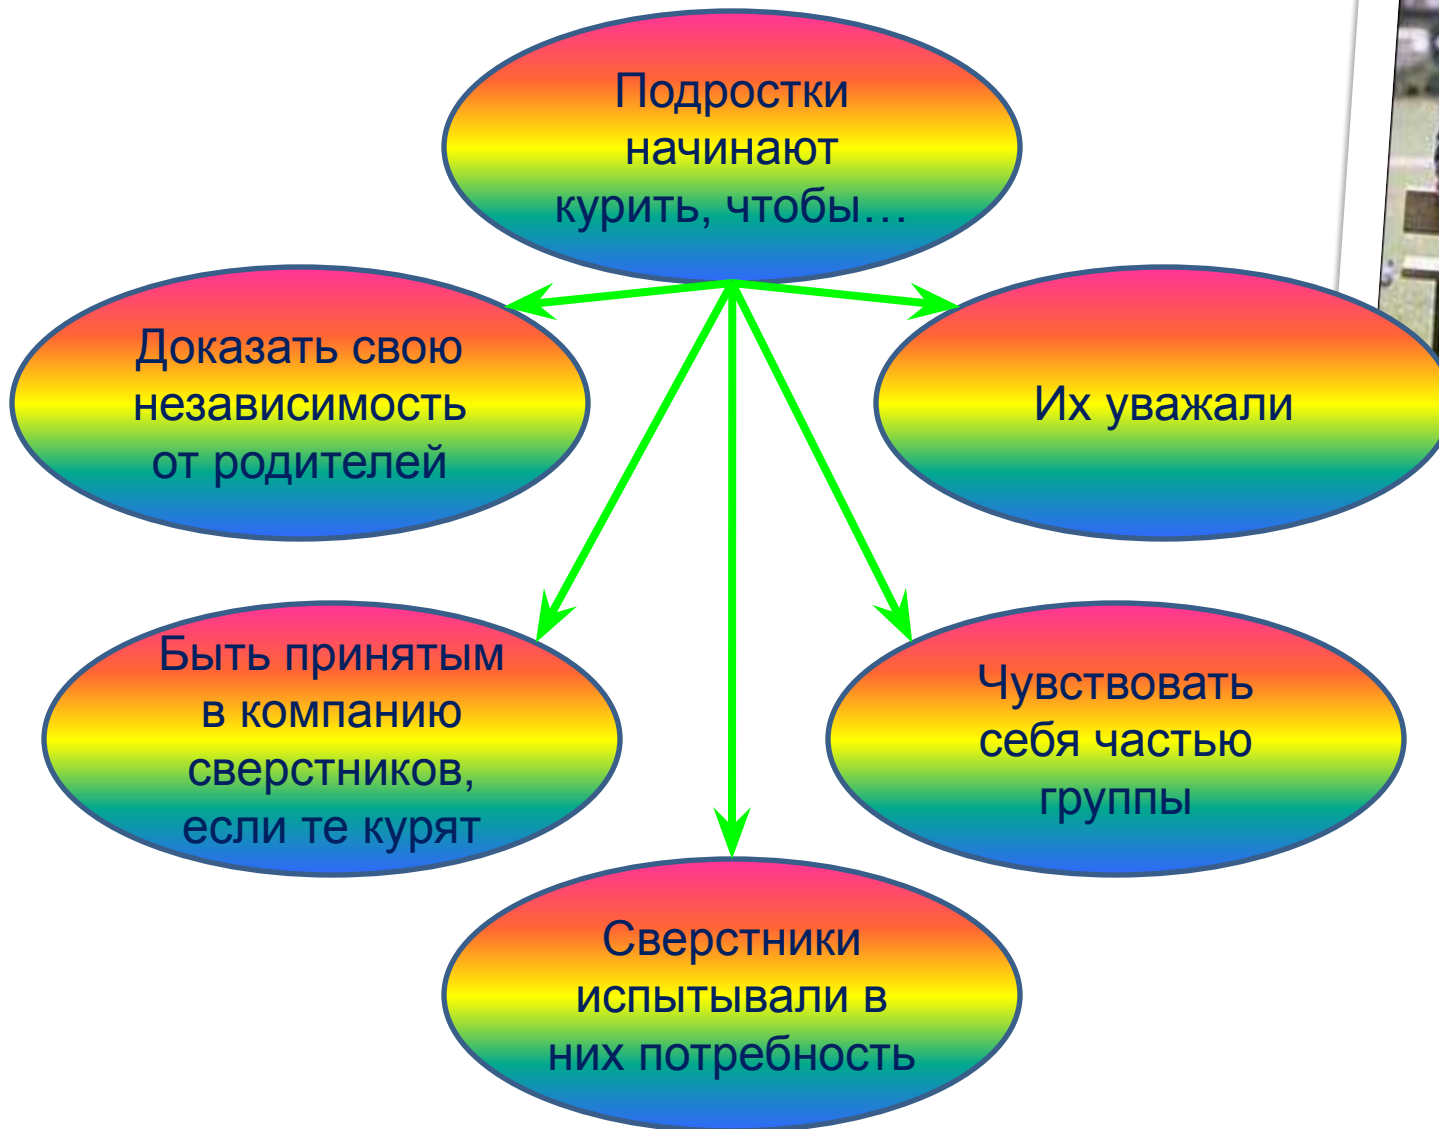 Подростки
начинают
курить, чтобы…
Доказать свою
независимость
от родителей
Их уважали
Быть принятым
в компанию
сверстников,
если те курят
Чувствовать
себя частью
группы
Сверстники
испытывали в
них потребность